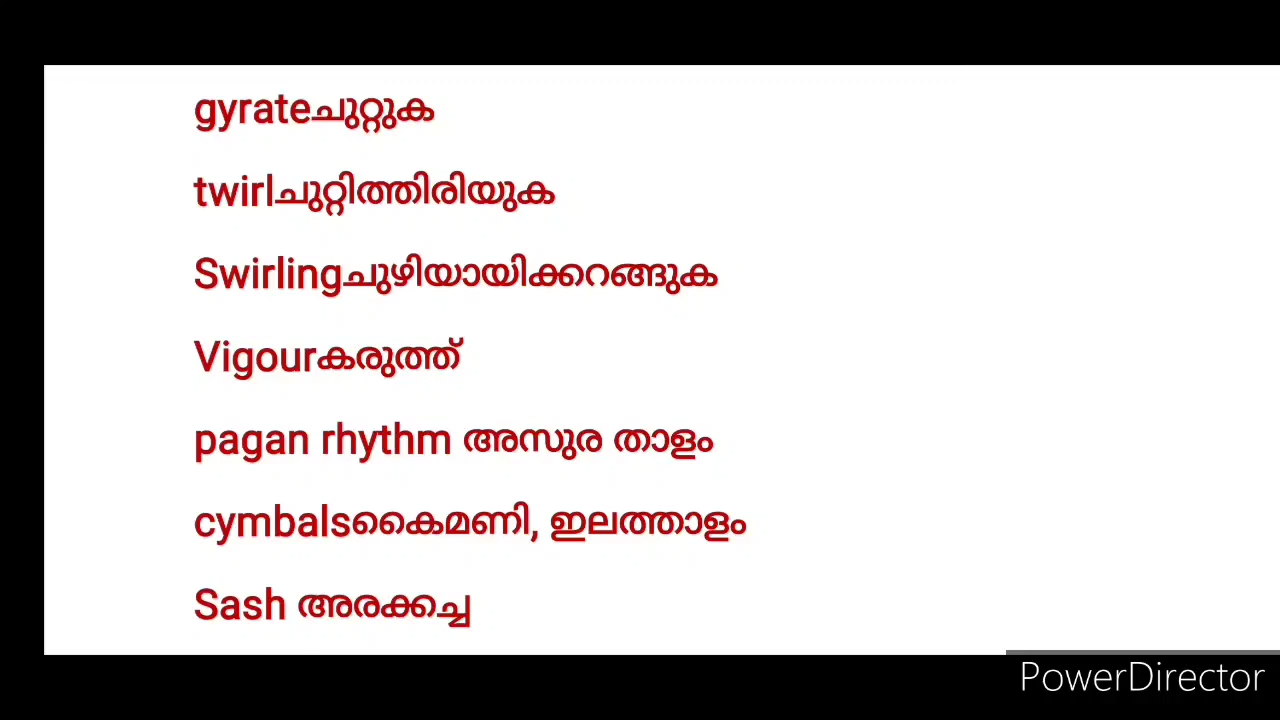 gyrateചുറ്റുക
twirlചുറ്റിത്തിരിയുക
Swirlingചുഴിയായിക്കറങ്ങുക
Vigourകരുത്ത്
pagan rhythm അസുര താളം
cymbalsകൈമണി, ഇലത്താളം
Sash അരക്കച്ച
PowerDirector